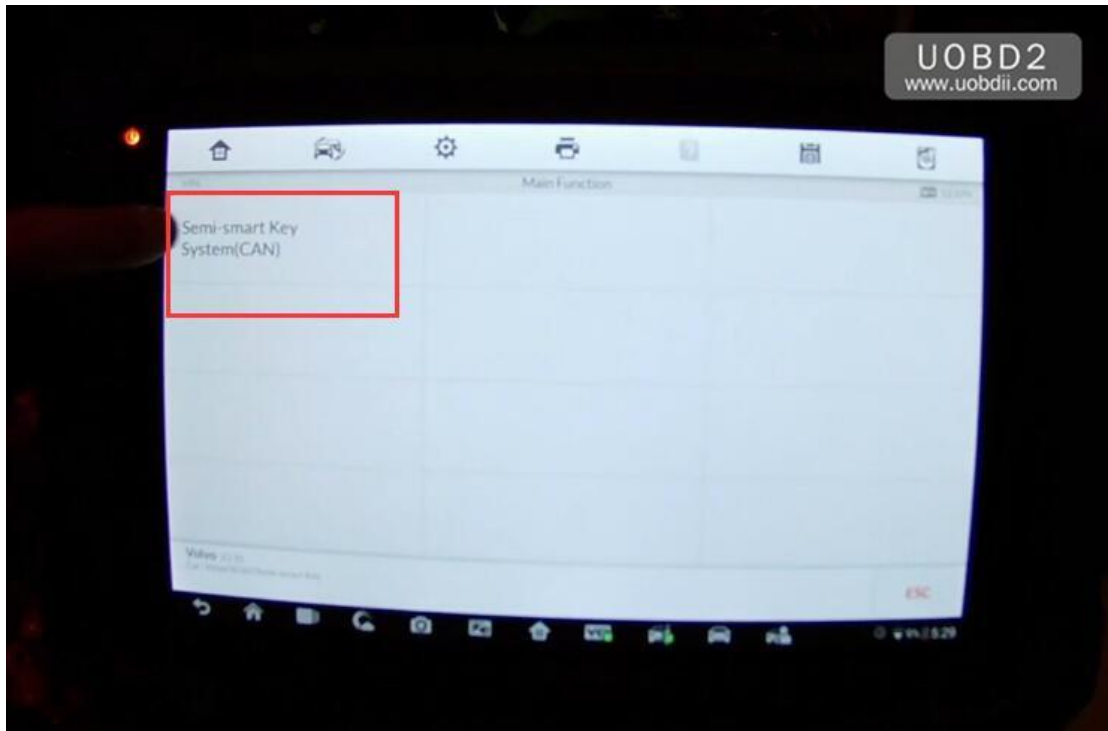 UOBD2
www.uobdii.com
Main Function
Semi-smart Key
System(CAN)
Volvo
ESC